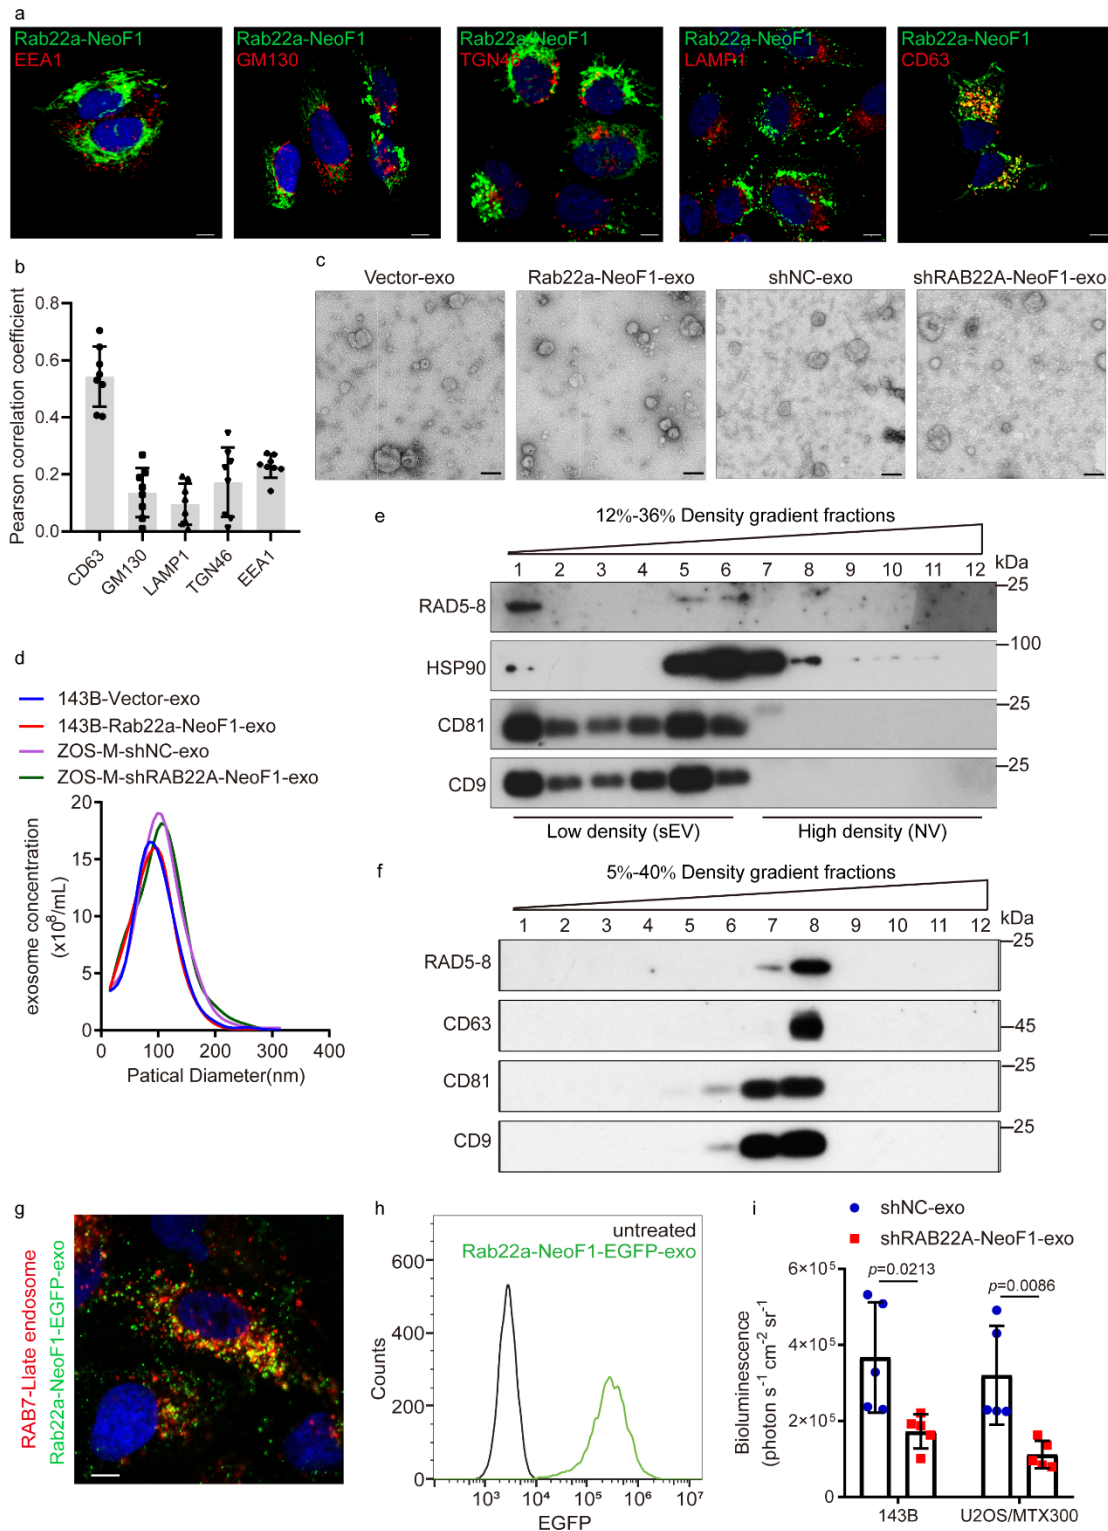 a
Rab22a-NeoF1
EEA1
Rab22a-NeoF1
GM130
Rab22a-NeoF1
TGN46
Rab22a-NeoF1
LAMP1
Rab22a-NeoF1
CD63
b
Pearson correlation coefficient
0.8
0.6
0.4
0.2
0.0
CD63
GM130
LAMP1
TGN46
EEA1
c
Vector-exo
Rab22a-NeoF1-exo
shNC-exo
shRAB22A-NeoF1-exo
d
143B-Vector-exo
143B-Rab22a-NeoF1-exo
ZOS-M-shNC-exo
ZOS-M-shRAB22A-NeoF1-exo
exosome concentration
(x10⁸/mL)
20
15
10
5
0
0 100 200 300 400
Patical Diameter(nm)
e
12%-36% Density gradient fractions
1 2 3 4 5 6 7 8 9 10 11 12
kDa
RAD5-8
25
HSP90
100
CD81
25
CD9
25
Low density (sEV)
High density (NV)
f
5%-40% Density gradient fractions
1 2 3 4 5 6 7 8 9 10 11 12
kDa
RAD5-8
25
CD63
45
CD81
25
CD9
25
g
RAB7-Llate endosome
Rab22a-NeoF1-EGFP-exo
h
untreated
Rab22a-NeoF1-EGFP-exo
Counts
600
400
200
0
10³ 10⁴ 10⁵ 10⁶ 10⁷
EGFP
i
shNC-exo
shRAB22A-NeoF1-exo
Bioluminescence
(photon s⁻¹ cm⁻² sr⁻¹)
6×10⁵
4×10⁵
2×10⁵
0
p=0.0213
p=0.0086
143B
U2OS/MTX300